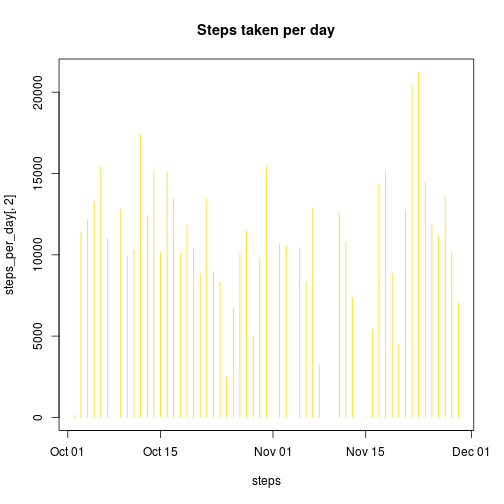 Steps taken per day
steps_per_day[, 2]
20000
15000
10000
5000
0
Oct 01 Oct 15 Nov 01 Nov 15 Dec 01
steps